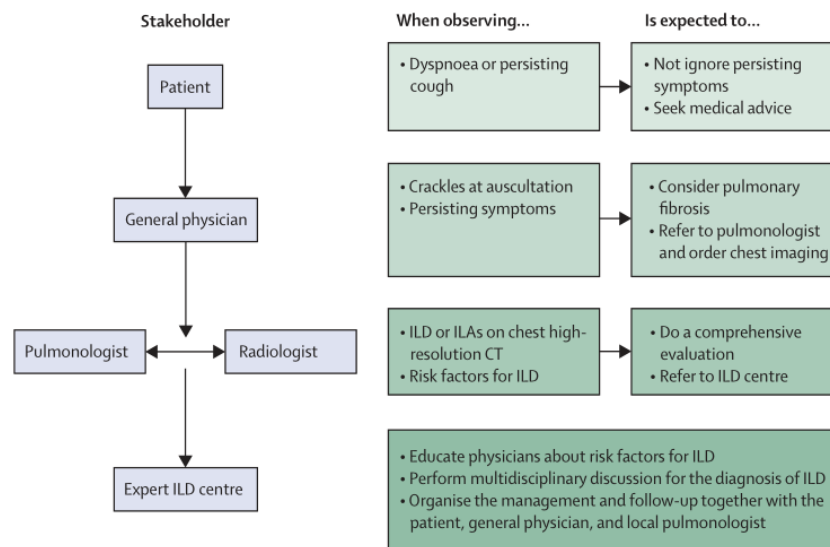 Stakeholder
When observing...
Is expected to...
Patient
• Dyspnoea or persisting
cough
• Not ignore persisting
symptoms
• Seek medical advice
General physician
• Crackles at auscultation
• Persisting symptoms
• Consider pulmonary
fibrosis
• Refer to pulmonologist
and order chest imaging
Pulmonologist
Radiologist
• ILD or ILAs on chest high-
resolution CT
• Risk factors for ILD
• Do a comprehensive
evaluation
• Refer to ILD centre
Expert ILD centre
• Educate physicians about risk factors for ILD
• Perform multidisciplinary discussion for the diagnosis of ILD
• Organise the management and follow-up together with the
patient, general physician, and local pulmonologist